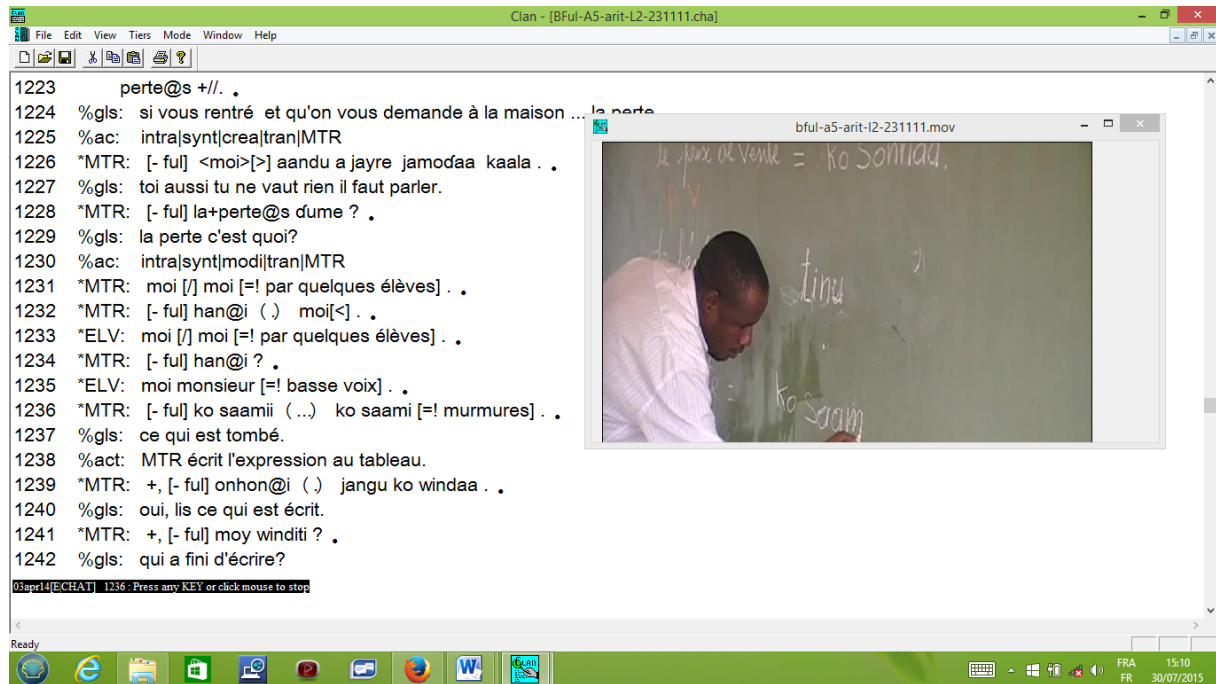 Clan - [BFul-A5-arit-L2-231111.cha]
File Edit View Tiers Mode Window Help
1223 perte@s +//. .
1224 %gls: si vous rentré et qu'on vous demande à la maison ... la perte
1225 %ac: intra|synt|crea|tran|MTR
1226 *MTR: [- ful] <moi>[>] aandu a jayre jamoɗaa kaala . .
1227 %gls: toi aussi tu ne vaut rien il faut parler.
1228 *MTR: [- ful] la+perte@s ɗume ? .
1229 %gls: la perte c'est quoi?
1230 %ac: intra|synt|modi|tran|MTR
1231 *MTR: moi [/] moi [=! par quelques élèves] . .
1232 *MTR: [- ful] han@i (.) moi[<] . .
1233 *ELV: moi [/] moi [=! par quelques élèves] . .
1234 *MTR: [- ful] han@i ? .
1235 *ELV: moi monsieur [=! basse voix] . .
1236 *MTR: [- ful] ko saamii (...) ko saami [=! murmures] . .
1237 %gls: ce qui est tombé.
1238 %act: MTR écrit l'expression au tableau.
1239 *MTR: +, [- ful] onhon@i (.) jangu ko windaa . .
1240 %gls: oui, lis ce qui est écrit.
1241 *MTR: +, [- ful] moy winditi ? .
1242 %gls: qui a fini d'écrire?
bful-a5-arit-l2-231111.mov
le prix de vente = Ko Sonnaa.
P V
tinu
= Ko Saam
03apr14[E|CHAT] 1236 : Press any KEY or click mouse to stop
Ready
FRA 15:10
FR 30/07/2015